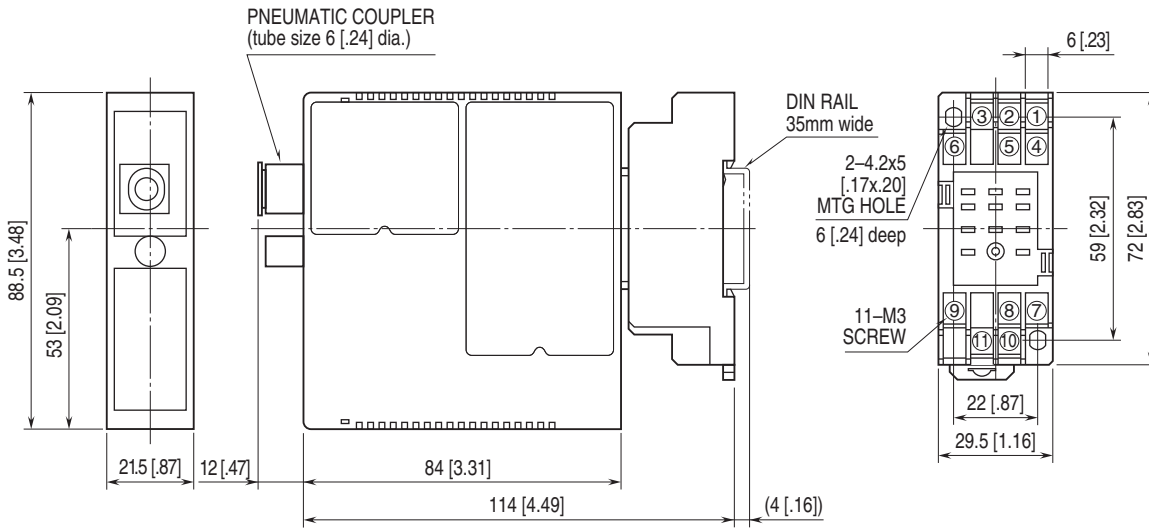 PNEUMATIC COUPLER
(tube size 6 [.24] dia.)
6 [.23]
DIN RAIL
35mm wide
③ ② ①
⑥ ⑤ ④
2–4.2x5
[.17x.20]
MTG HOLE
6 [.24] deep
88.5 [3.48]
53 [2.09]
59 [2.32]
72 [2.83]
11–M3
SCREW
⑨ ⑧ ⑦
⑪ ⑩
22 [.87]
29.5 [1.16]
21.5 [.87]
12 [.47]
84 [3.31]
114 [4.49]
(4 [.16])